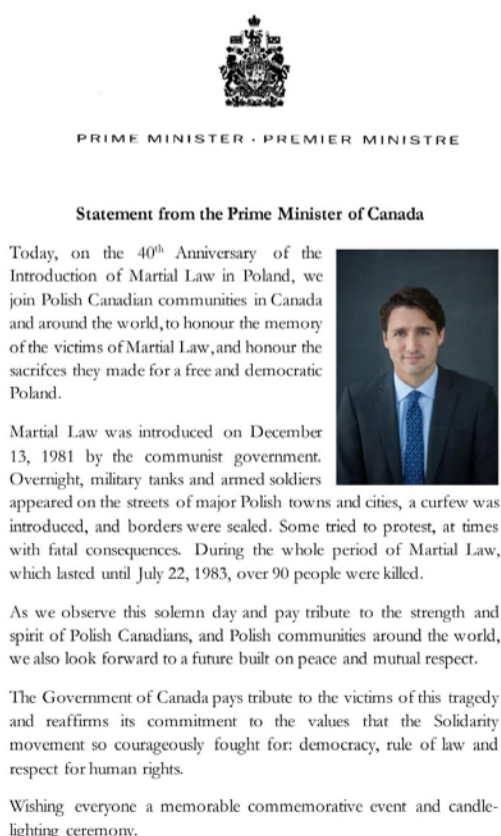 PRIME MINISTER · PREMIER MINISTRE
Statement from the Prime Minister of Canada
Today, on the 40th Anniversary of the
Introduction of Martial Law in Poland, we
join Polish Canadian communities in Canada
and around the world, to honour the memory
of the victims of Martial Law, and honour the
sacrifces they made for a free and democratic
Poland.
Martial Law was introduced on December
13, 1981 by the communist government.
Overnight, military tanks and armed soldiers
appeared on the streets of major Polish towns and cities, a curfew was
introduced, and borders were sealed. Some tried to protest, at times
with fatal consequences. During the whole period of Martial Law,
which lasted until July 22, 1983, over 90 people were killed.
As we observe this solemn day and pay tribute to the strength and
spirit of Polish Canadians, and Polish communities around the world,
we also look forward to a future built on peace and mutual respect.
The Government of Canada pays tribute to the victims of this tragedy
and reaffirms its commitment to the values that the Solidarity
movement so courageously fought for: democracy, rule of law and
respect for human rights.
Wishing everyone a memorable commemorative event and candle-
lighting ceremony.